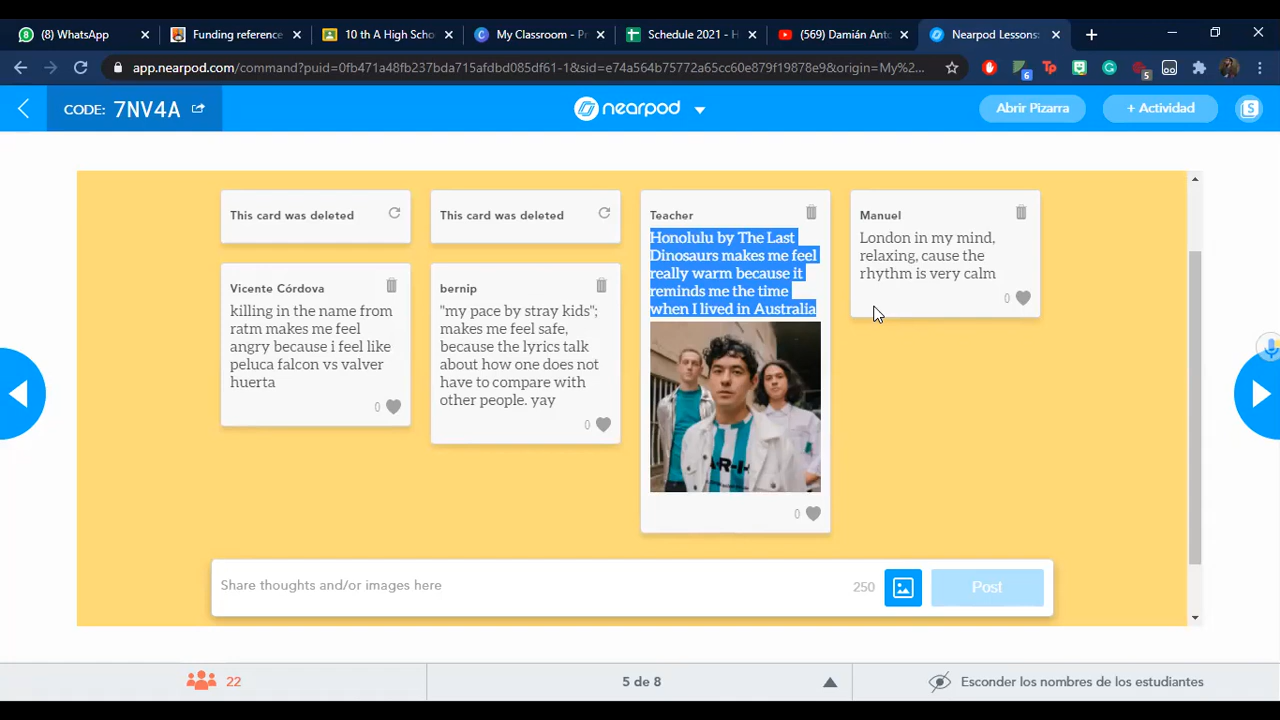 (8) WhatsApp
Funding reference
10 th A High Scho
My Classroom - Pr
Schedule 2021 - H
(569) Damián Anto
Nearpod Lessons:
app.nearpod.com/command?puid=0fb471a48fb237bda715afdbd085df61-1&sid=e74a564b75772a65cc60e879f19878e9&origin=My%2...
6
5
CODE: 7NV4A
nearpod
Abrir Pizarra
+ Actividad
S
This card was deleted
This card was deleted
Teacher
Honolulu by The Last
Dinosaurs makes me feel
really warm because it
reminds me the time
when I lived in Australia
0
Manuel
London in my mind,
relaxing, cause the
rhythm is very calm
0
Vicente Córdova
killing in the name from
ratm makes me feel
angry because i feel like
peluca falcon vs valver
huerta
0
bernip
"my pace by stray kids";
makes me feel safe,
because the lyrics talk
about how one does not
have to compare with
other people. yay
0
Share thoughts and/or images here
250
Post
22
5 de 8
Esconder los nombres de los estudiantes